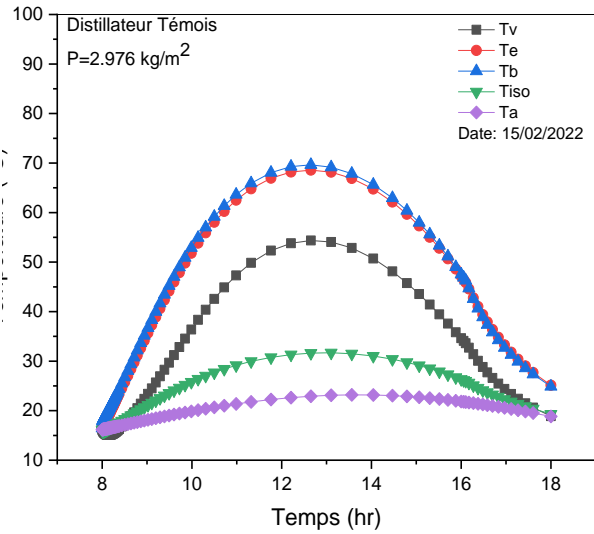 Distillateur Témois
P=2.976 kg/m2
Tv
Te
Tb
Tiso
Ta
Date: 15/02/2022
100
90
80
70
60
50
40
30
20
10
8
10
12
14
16
18
Temps (hr)